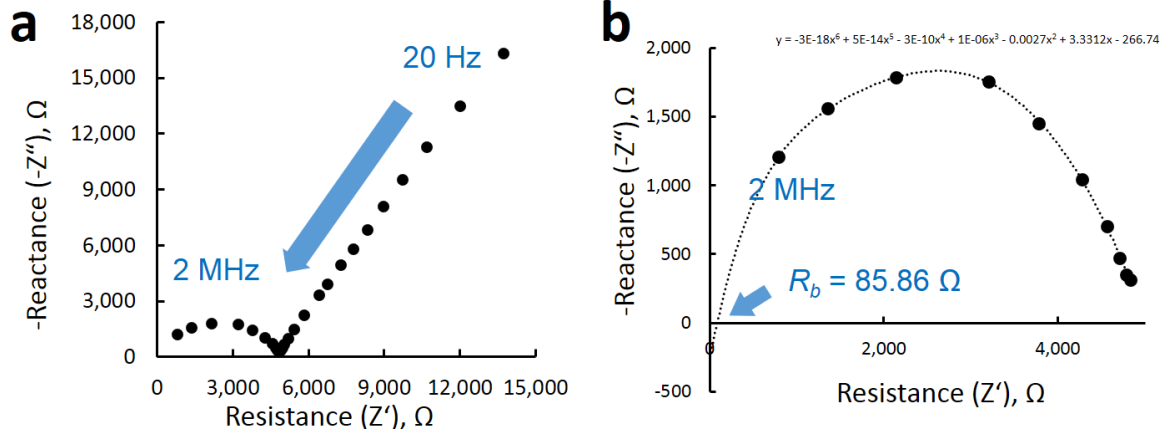 a
18,000
15,000
12,000
9,000
6,000
3,000
0
0
3,000
6,000
9,000
12,000
15,000
-Reactance (-Z“), Ω
Resistance (Z‘), Ω
20 Hz
2 MHz
b
y = -3E-18x⁶ + 5E-14x⁵ - 3E-10x⁴ + 1E-06x³ - 0.0027x² + 3.3312x - 266.74
2,000
1,500
1,000
500
0
-500
0
2,000
4,000
-Reactance (-Z“), Ω
Resistance (Z‘), Ω
2 MHz
R_b = 85.86 Ω